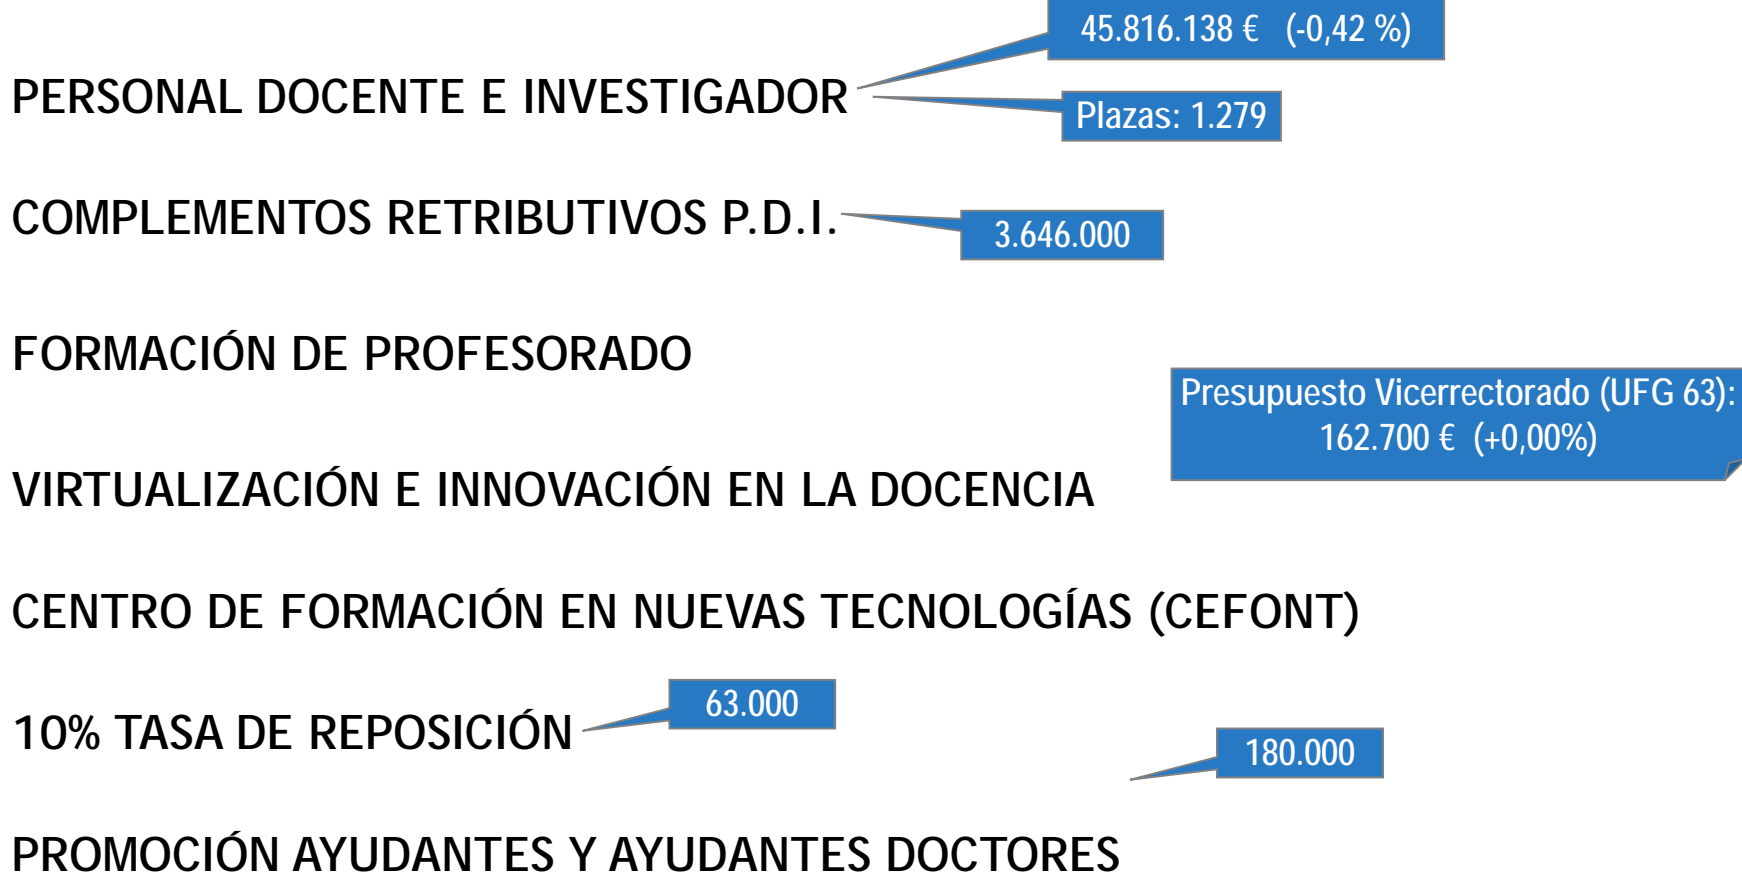 45.816.138 € (-0,42 %)
PERSONAL DOCENTE E INVESTIGADOR
Plazas: 1.279
COMPLEMENTOS RETRIBUTIVOS P.D.I.
3.646.000
FORMACIÓN DE PROFESORADO
Presupuesto Vicerrectorado (UFG 63):
162.700 € (+0,00%)
VIRTUALIZACIÓN E INNOVACIÓN EN LA DOCENCIA
CENTRO DE FORMACIÓN EN NUEVAS TECNOLOGÍAS (CEFONT)
63.000
10% TASA DE REPOSICIÓN
180.000
PROMOCIÓN AYUDANTES Y AYUDANTES DOCTORES